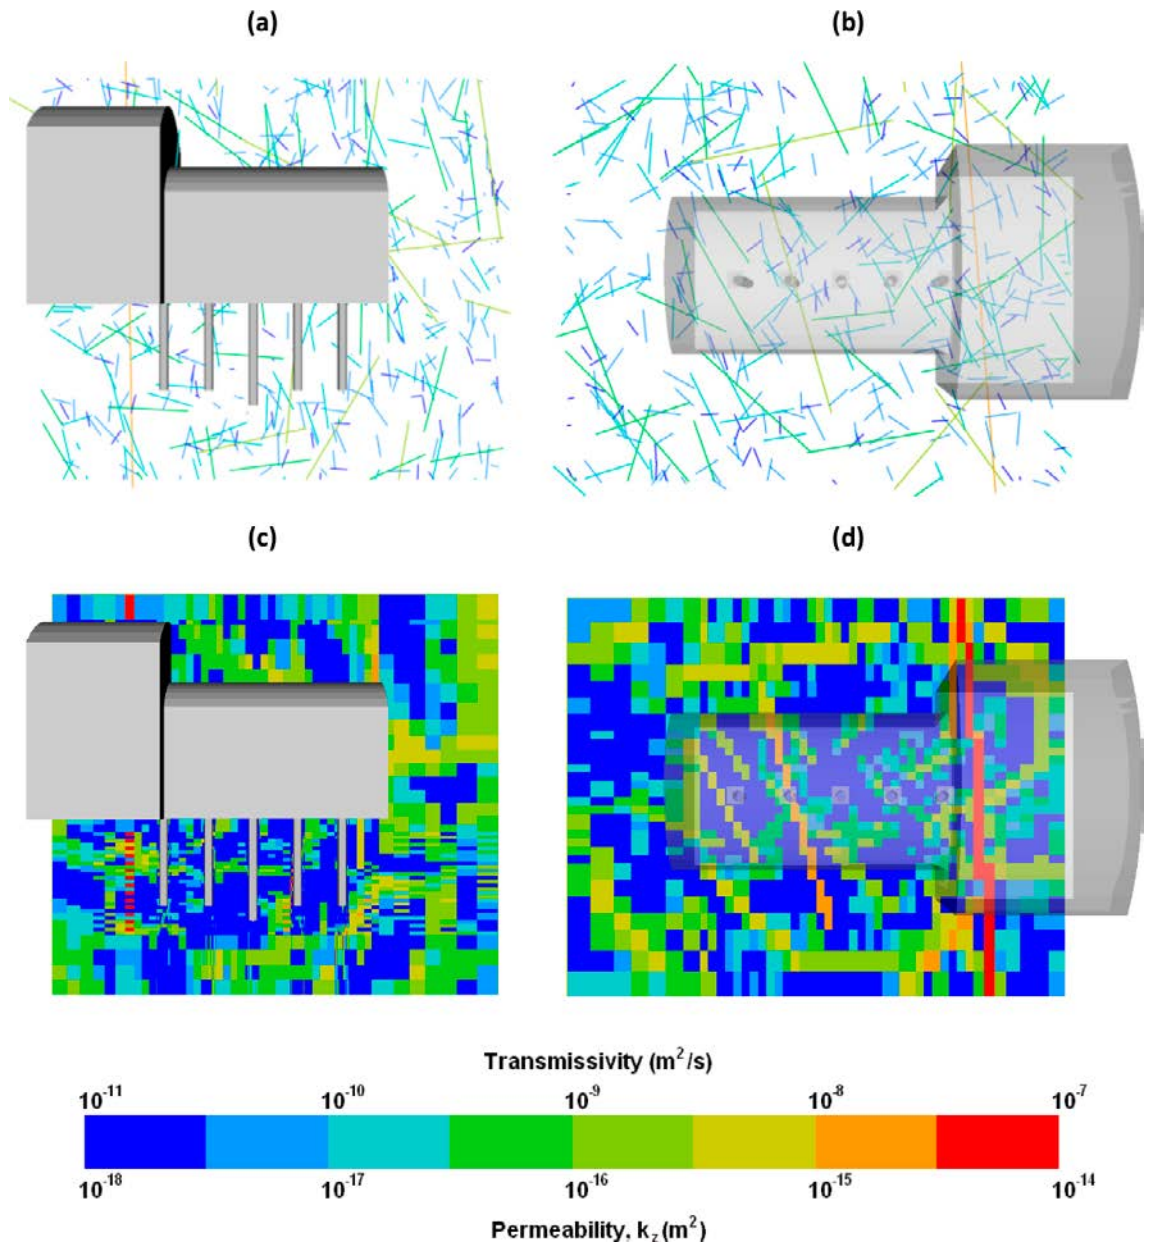 (a)
(b)
(c)
(d)
Transmissivity (m²/s)
10⁻¹¹ 10⁻¹⁰ 10⁻⁹ 10⁻⁸ 10⁻⁷
10⁻¹⁸ 10⁻¹⁷ 10⁻¹⁶ 10⁻¹⁵ 10⁻¹⁴
Permeability, k_z (m²)